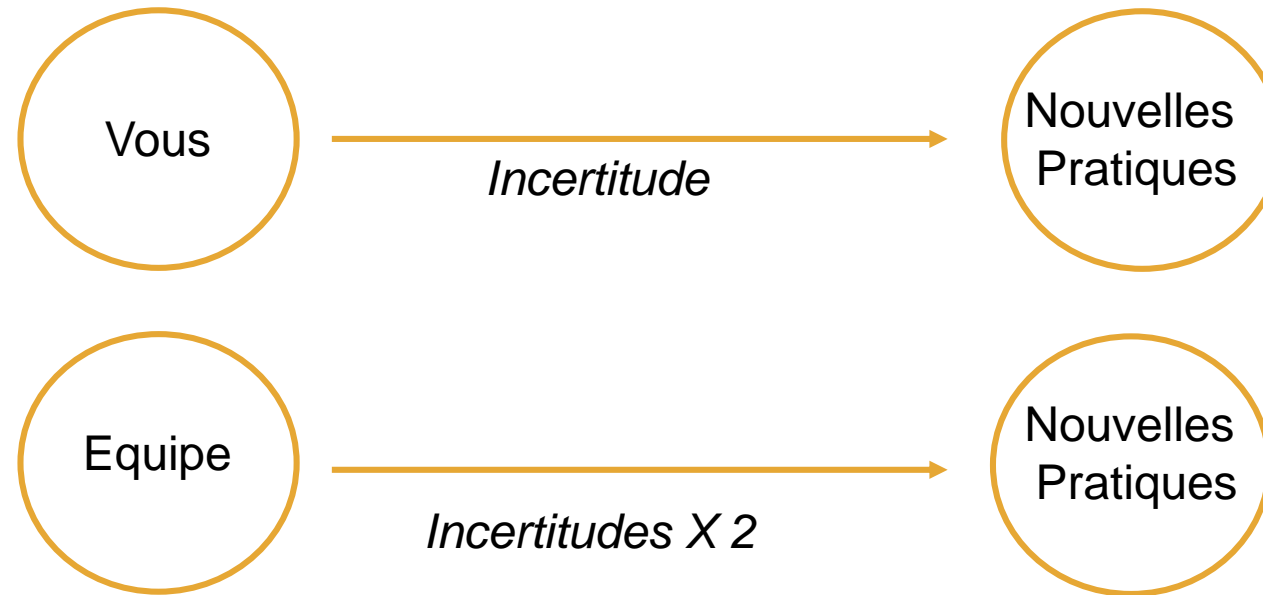 Vous
Incertitude
Nouvelles
Pratiques
Equipe
Incertitudes X 2
Nouvelles
Pratiques